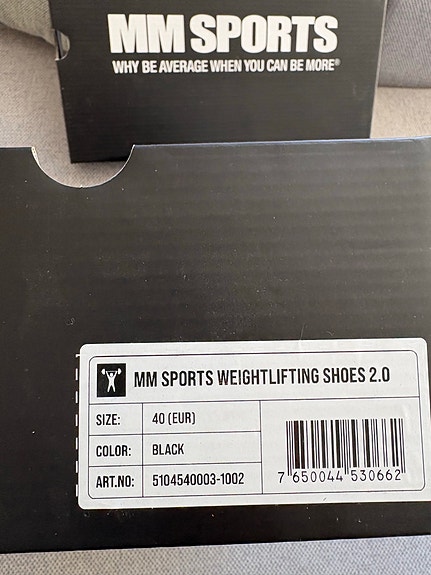 MM SPORTS
WHY BE AVERAGE WHEN YOU CAN BE MORE®
MM SPORTS WEIGHTLIFTING SHOES 2.0
SIZE: 40 (EUR)
COLOR: BLACK
ART.NO: 5104540003-1002
7 650044 530662